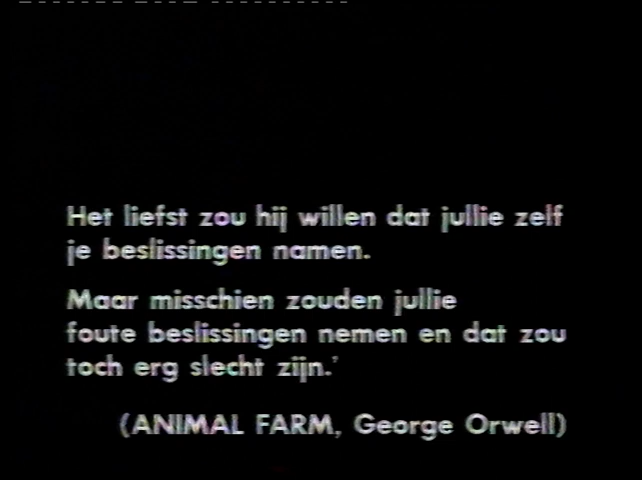 Het liefst zou hij willen dat jullie zelf
je beslissingen namen.
Maar misschien zouden jullie
foute beslissingen nemen en dat zou
toch erg slecht zijn.'
(ANIMAL FARM, George Orwell)